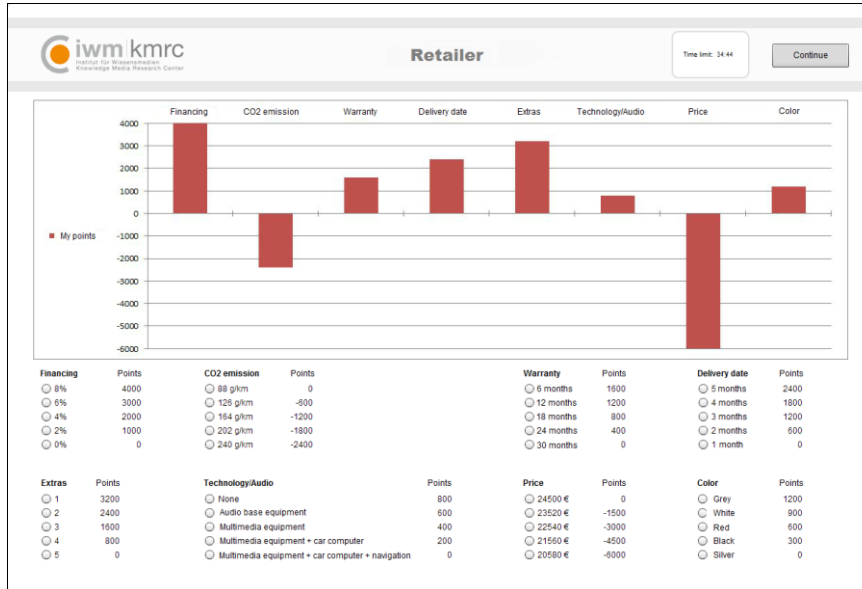 iwm|kmrc
Institut für Wissensmedien
Knowledge Media Research Center
Retailer
Time limit: 34:44
Continue
Financing CO2 emission Warranty Delivery date Extras Technology/Audio Price Color
4000
3000
2000
1000
0
-1000
-2000
-3000
-4000
-5000
-6000
My points
Financing Points CO2 emission Points Warranty Points Delivery date Points
8% 4000 88 g/km 0 6 months 1600 5 months 2400
6% 3000 126 g/km -600 12 months 1200 4 months 1800
4% 2000 164 g/km -1200 18 months 800 3 months 1200
2% 1000 202 g/km -1800 24 months 400 2 months 600
0% 0 240 g/km -2400 30 months 0 1 month 0
Extras Points Technology/Audio Points Price Points Color Points
1 3200 None 800 24500 € 0 Grey 1200
2 2400 Audio base equipment 600 23520 € -1500 White 900
3 1600 Multimedia equipment 400 22540 € -3000 Red 600
4 800 Multimedia equipment + car computer 200 21560 € -4500 Black 300
5 0 Multimedia equipment + car computer + navigation 0 20580 € -6000 Silver 0